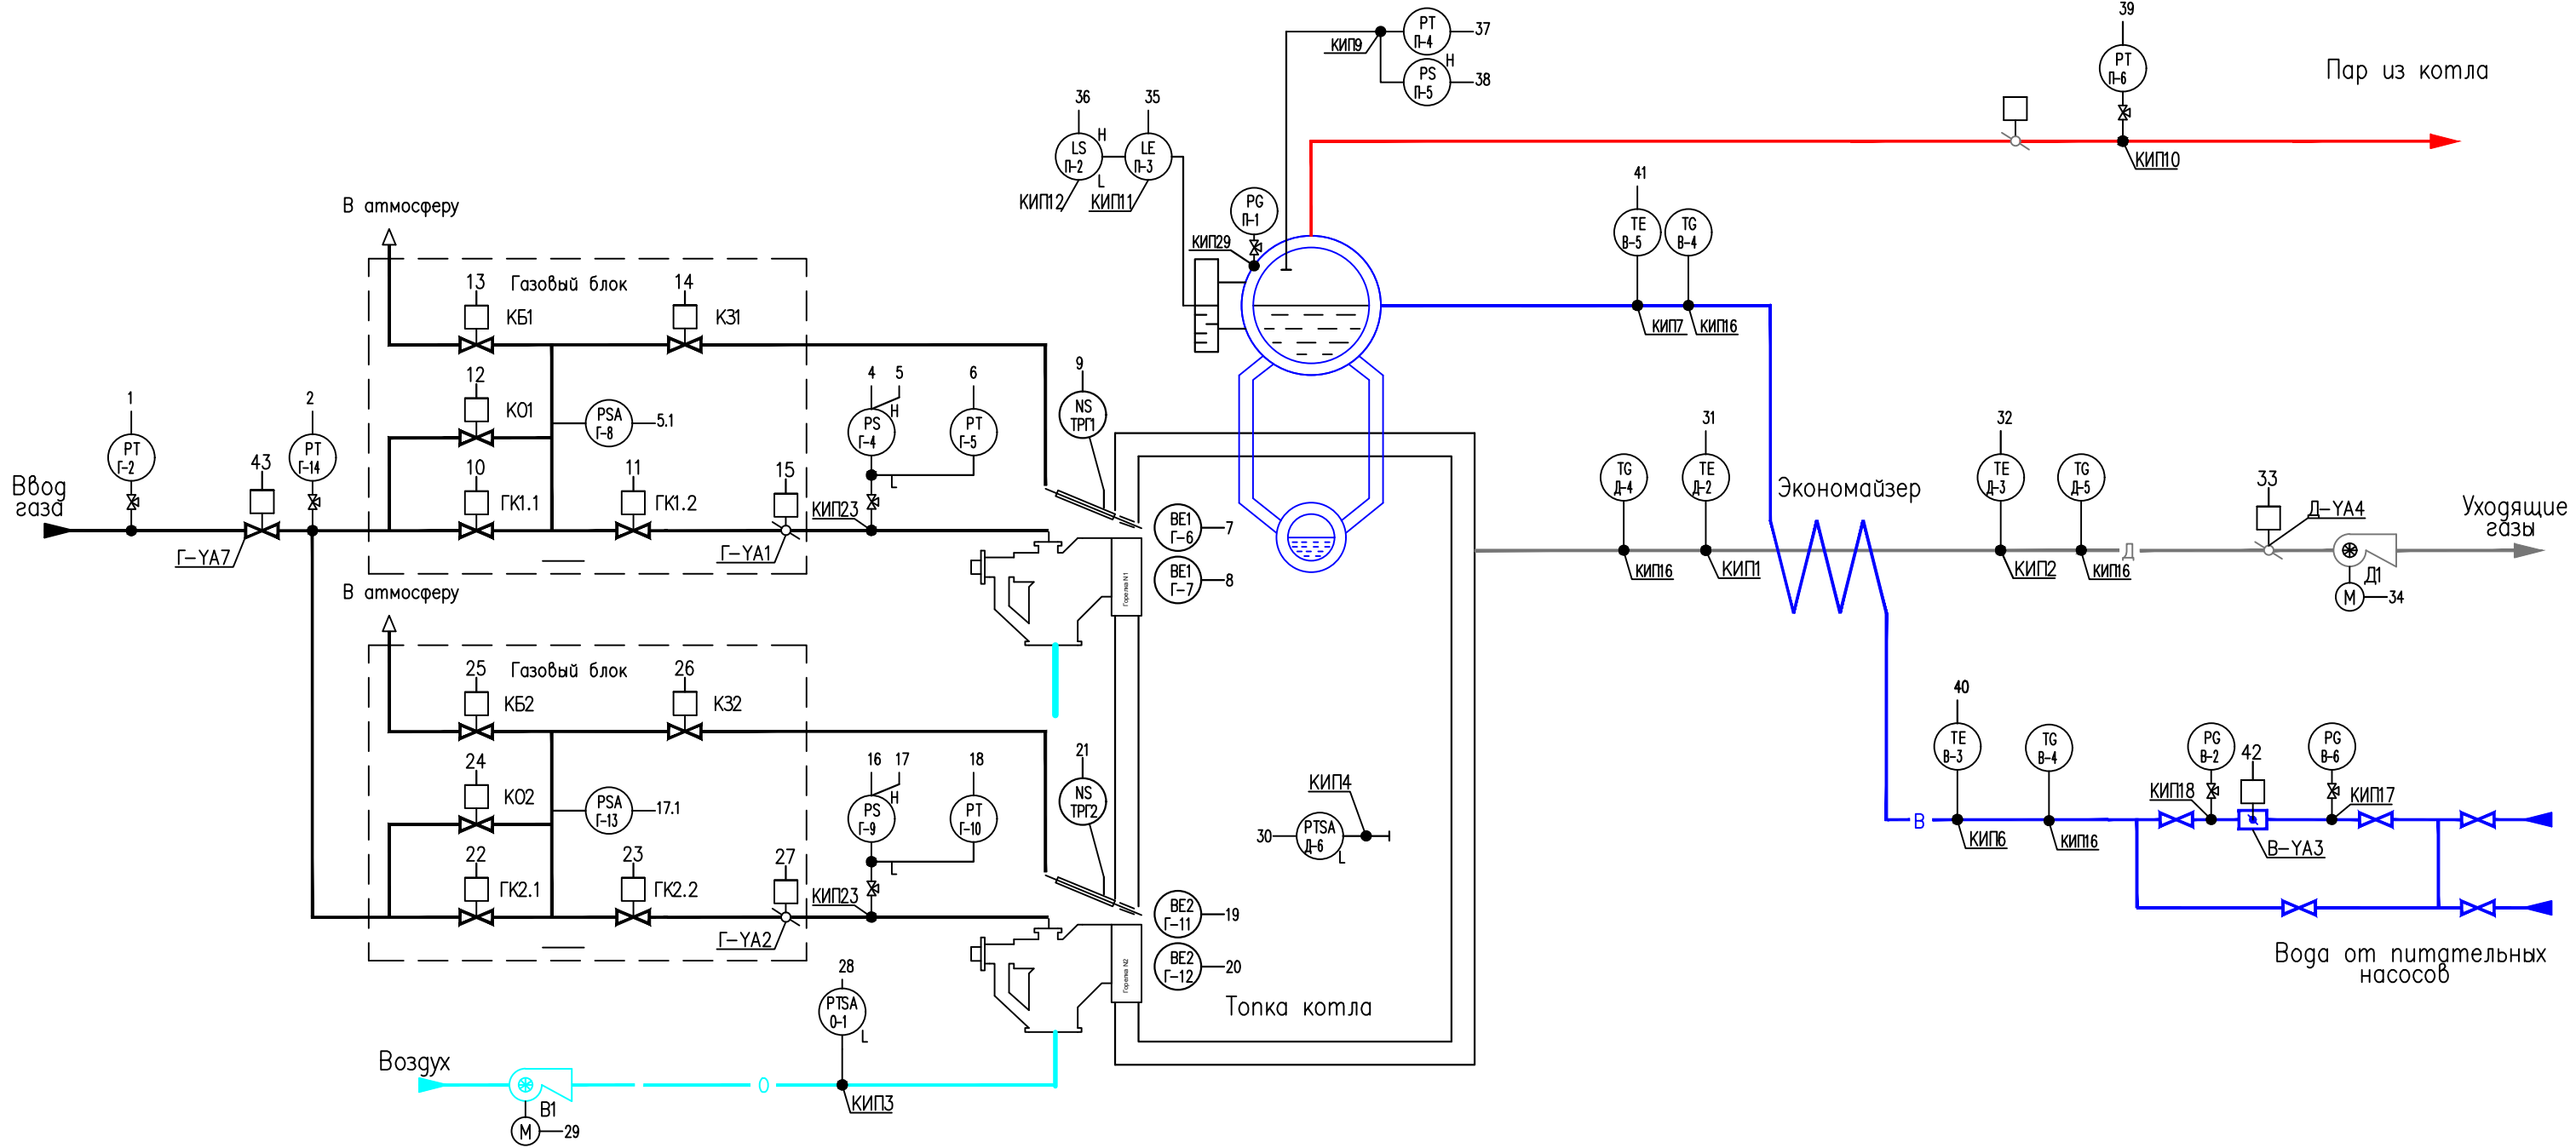 39
PT
П-4
37
КИП9
H
PS
П-5
38
PT
П-6
Пар из котла
36
35
LS
П-2
H
L
LE
П-3
КИП12
КИП11
КИП10
PG
П-1
КИП29
41
TE
В-5
TG
В-4
КИП7
КИП16
В атмосферу
13
Газовый блок
14
КБ1
КЗ1
12
КО1
PSA
Г-8
5.1
4
5
6
H
PS
Г-4
PT
Г-5
L
9
NS
ТРГ1
1
PT
Г-2
2
PT
Г-14
43
10
ГК1.1
11
ГК1.2
15
КИП23
Ввод
газа
Г-YA7
Г-YA1
BE1
Г-6
7
BE1
Г-7
8
Горелка N1
TG
Д-4
31
TE
Д-2
КИП16
КИП1
Экономайзер
32
TE
Д-3
TG
Д-5
КИП2
КИП16
Д
33
Д-YA4
Уходящие
газы
Д1
M
34
В атмосферу
25
Газовый блок
26
КБ2
КЗ2
24
КО2
PSA
Г-13
17.1
16
17
18
H
PS
Г-9
PT
Г-10
L
21
NS
ТРГ2
22
ГК2.1
23
ГК2.2
27
КИП23
Г-YA2
BE2
Г-11
19
BE2
Г-12
20
Горелка N2
КИП4
30
PTSA
Д-6
L
Топка котла
40
TE
В-3
TG
В-4
В
КИП6
КИП16
PG
В-2
42
PG
В-6
КИП18
КИП17
В-YA3
Вода от питательных
насосов
28
PTSA
О-1
L
Воздух
О
КИП3
В1
M
29